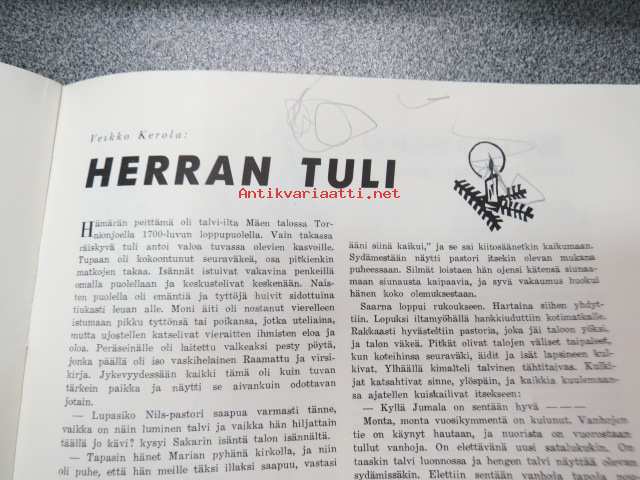 Veikko Kerola:
HERRAN TULI
Antikvariaatti.net
Hämärän peittämä oli talvi-ilta Mäen talossa Tor-
nionjoella 1700-luvun loppupuolella. Vain takassa
räiskyvä tuli antoi valoa tuvassa olevien kasvoille.
Tupaan oli kokoontunut seuraväkeä, osa pitkienkin
matkojen takaa. Isännät istuivat vakavina penkeillä
omalla puolellaan ja keskustelivat keskenään. Nais-
ten puolella oli emäntiä ja tyttöjä huivit sidottuina
tiukasti leuan alle. Moni äiti oli nostanut vierelleen
istumaan pikku tyttönsä tai poikansa, jotka uteliaina,
mutta ujostellen katselivat vieraitten ihmisten eloa ja
oloa. Peräseinälle oli laitettu valkeaksi pesty pöytä,
jonka päällä oli iso vaskihelainen Raamattu ja virsi-
kirja. Jykevyydessään kaikki tämä oli kuin tuvan
tärkein paikka ja näytti se aivankuin odottavan
jotain.
— Lupasiko Nils-pastori saapua varmasti tänne,
vaikka on näin luminen talvi ja vaikka hän hiljattain
täällä jo kävi? kysyi Sakarin isäntä talon isännältä.
— Tapasin hänet Marian pyhänä kirkolla, ja niin
oli puhe, että hän meille täksi illaksi saapuu, vastasi
ääni siinä kaikui," ja se sai kiitosäänetkin kaikumaan.
Sydämestään näytti pastori itsekin olevan mukana
puheessaan. Silmät loistaen hän ojensi kätensä siunaa-
maan siunausta kaipaavia, ja syvä vakaumus huokui
hänen koko olemuksestaan.
Saarna loppui rukoukseen. Hartaina siihen yhdyt-
tiin. Lopuksi iltamyöhällä hankkiuduttiin kotimatkalle.
Rakkaasti hyvästeltiin pastoria, joka jäi taloon yöksi,
ja talon väkeä. Pitkät olivat talojen väliset taipaleet,
kun koteihinsa seuraväki, äidit ja isät lapsineen kul-
kivat. Ylhäällä kimalteli talvinen tähtitaivas. Kulki-
jat katsahtivat sinne, ylöspäin, ja kaikkia kuulemaan-
sa ajatellen kuiskailivat itsekseen:
— Kyllä Jumala on sentään hyvä — — —
Monta, monta vuosikymmentä on kulunut. Vanhojen
tie on käynyt hautaan, ja nuorista on vuorostaan
tullut vanhoja. On elettävänä uusi satalukukin. On
taaskin talvi luonnossa ja hengen talvi näyttää olevan
sydämissäkin. Elettiin sentään vanhoja tapoja nou-